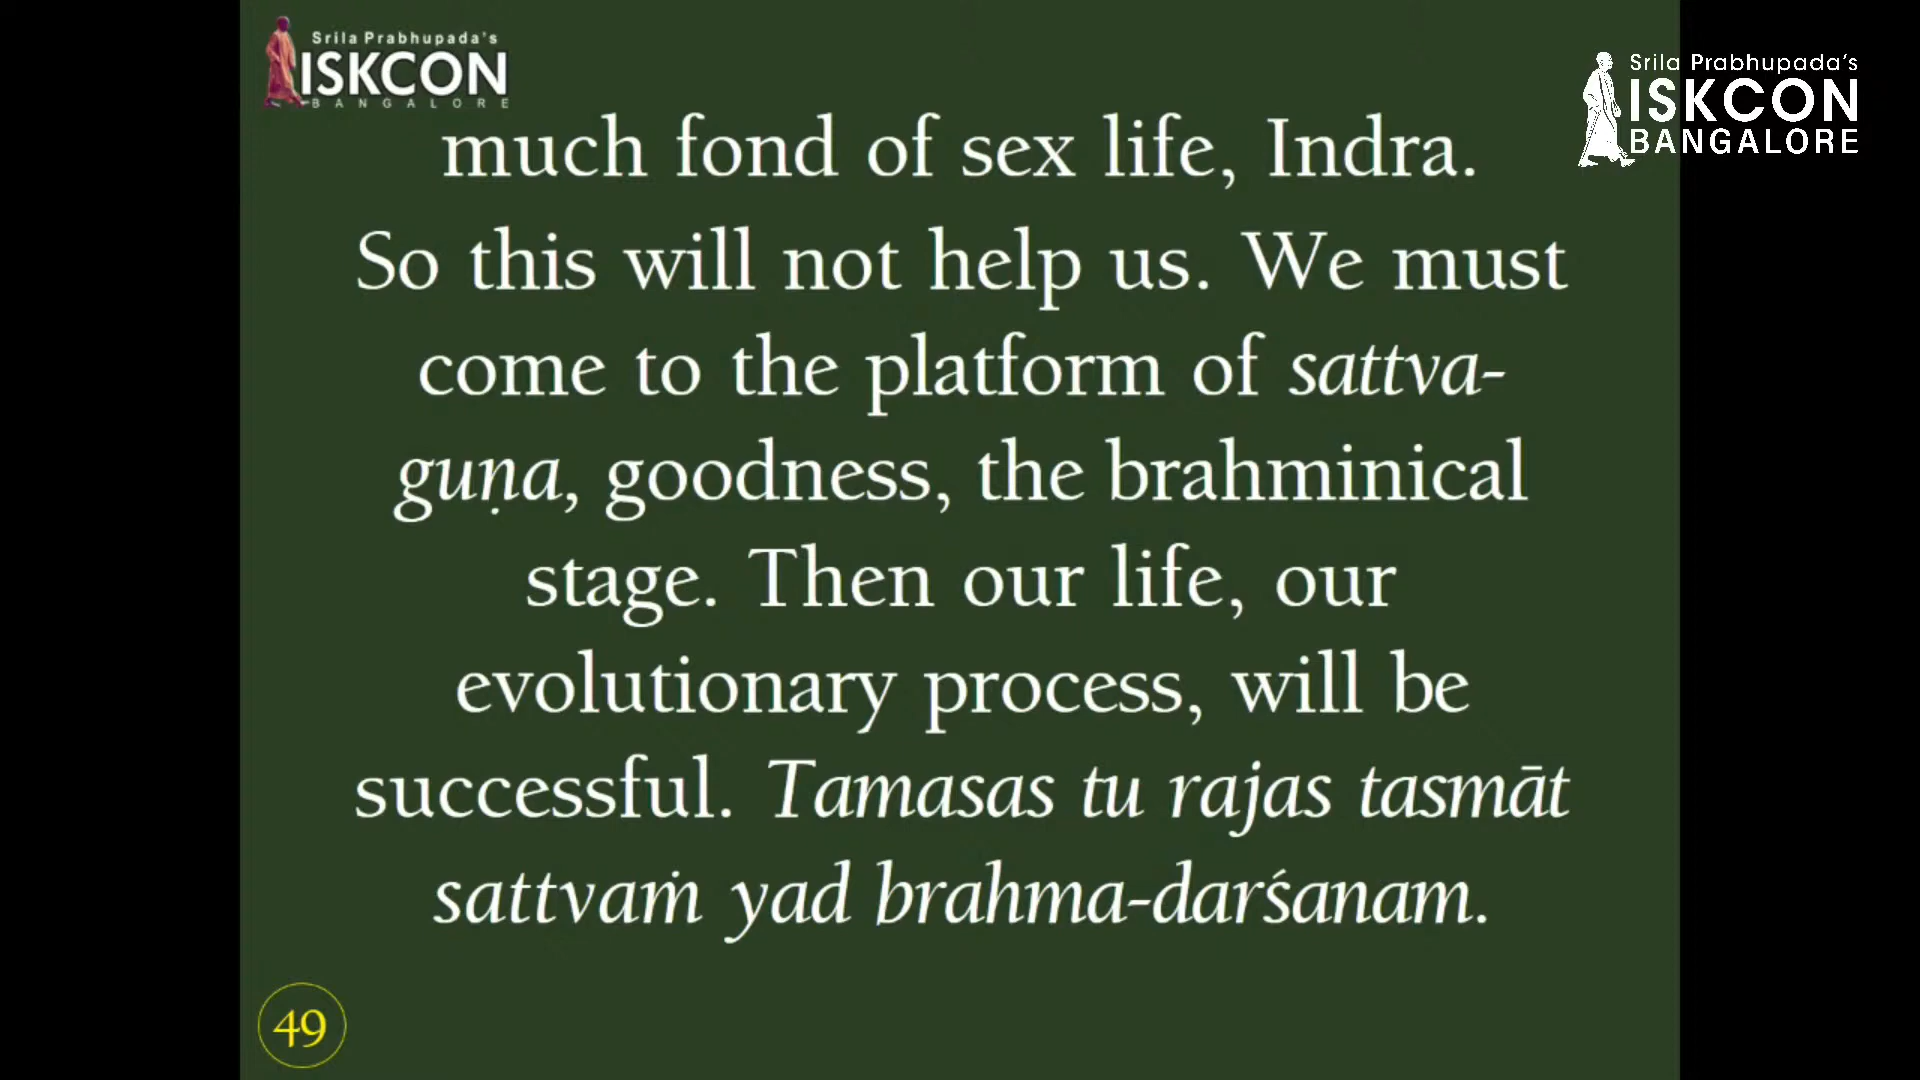 Srila Prabhupada's
ISKCON
BANGALORE
Srila Prabhupada's
ISKCON
BANGALORE
much fond of sex life, Indra.
So this will not help us. We must
come to the platform of sattva-
guṇa, goodness, the brahminical
stage. Then our life, our
evolutionary process, will be
successful. Tamasas tu rajas tasmāt
sattvaṁ yad brahma-darśanam.
49